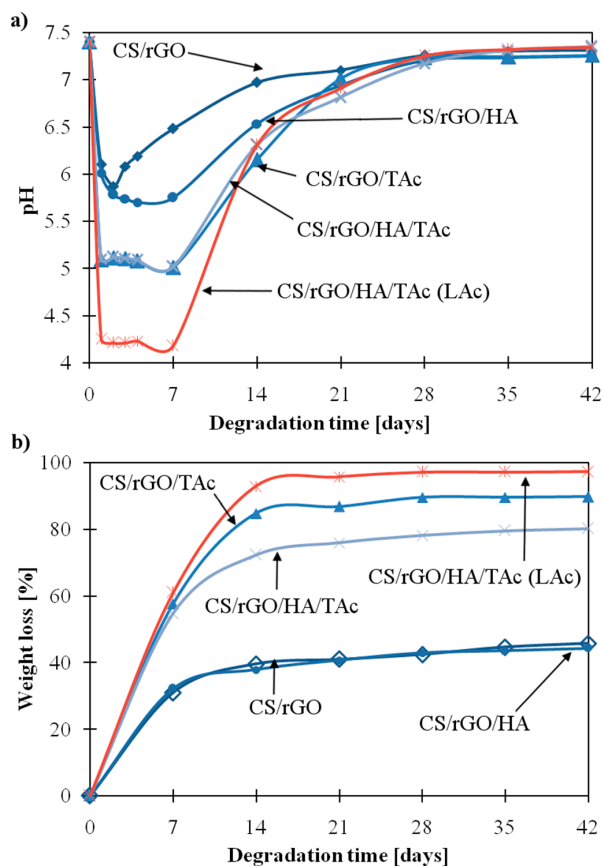 a)
7.5
7
6.5
6
5.5
5
4.5
4
pH
CS/rGO
CS/rGO/HA
CS/rGO/TAc
CS/rGO/HA/TAc
CS/rGO/HA/TAc (LAc)
0 7 14 21 28 35 42
Degradation time [days]
b)
100
80
60
40
20
0
Weight loss [%]
CS/rGO/TAc
CS/rGO/HA/TAc (LAc)
CS/rGO/HA/TAc
CS/rGO
CS/rGO/HA
0 7 14 21 28 35 42
Degradation time [days]